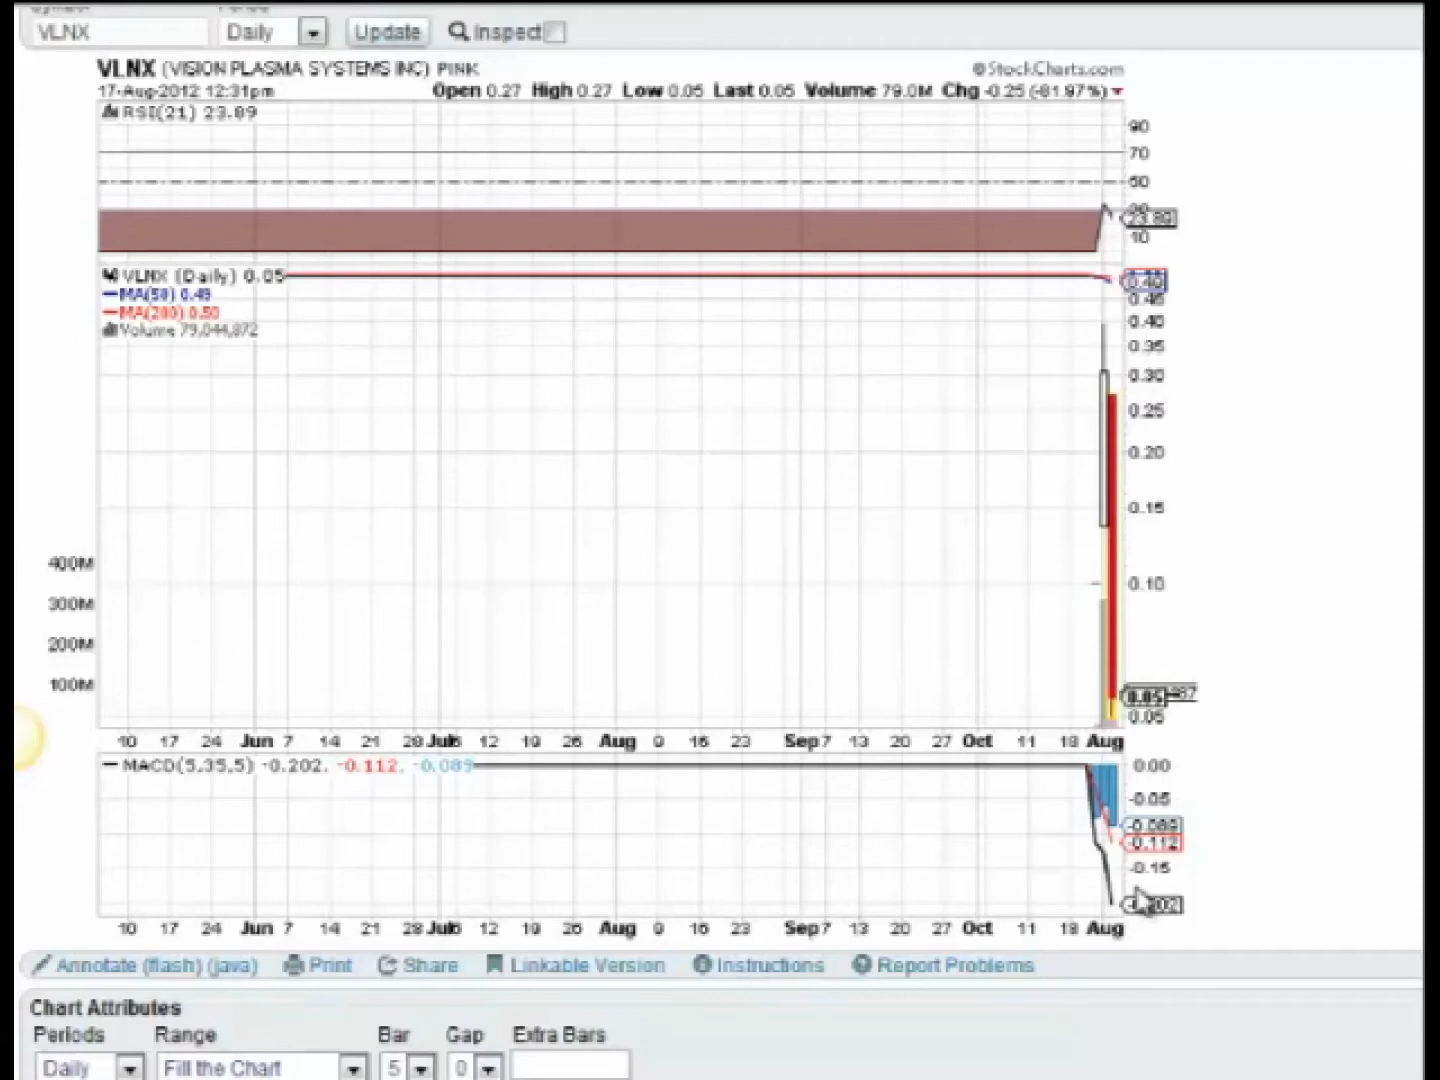 VLNX Daily Update Inspect
VLNX (VISION PLASMA SYSTEMS INC) PINK ©StockCharts.com
17-Aug-2012 12:31pm Open 0.27 High 0.27 Low 0.05 Last 0.05 Volume 79.0M Chg -0.25 (-81.97%)
RSI(21) 23.89
90
70
50
23.89
10
VLNX (Daily) 0.05
MA(50) 0.49
MA(200) 0.50
Volume 79,044,872
0.45
0.40
0.35
0.30
0.25
0.20
0.15
0.10
0.05
0.05
400M
300M
200M
100M
10 17 24 Jun 7 14 21 28 Jul 12 19 26 Aug 9 16 23 Sep 7 13 20 27 Oct 11 18 Aug
MACD(5,35,5) -0.202, -0.112, -0.089
0.00
-0.05
-0.089
-0.112
-0.15
10 17 24 Jun 7 14 21 28 Jul 12 19 26 Aug 9 16 23 Sep 7 13 20 27 Oct 11 18 Aug
Annotate (flash) (java) Print Share Linkable Version Instructions Report Problems
Chart Attributes
Periods Range Bar Gap Extra Bars
Daily Fill the Chart 5 0